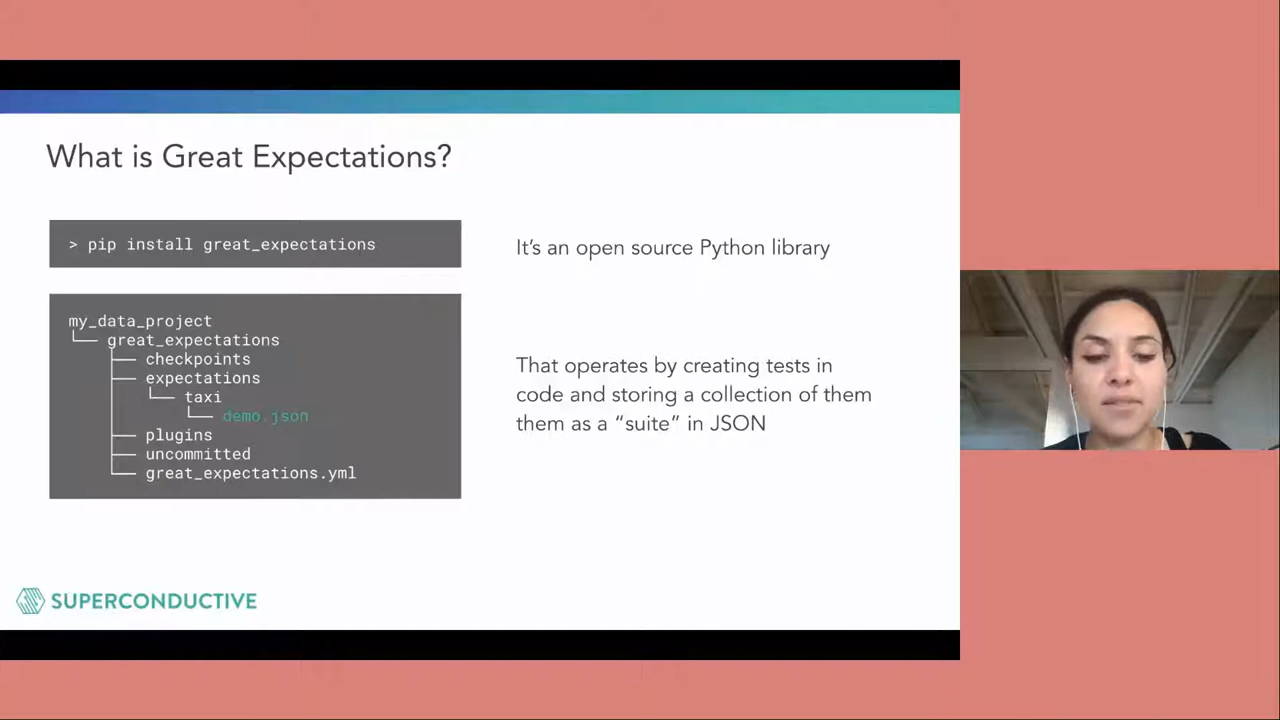 What is Great Expectations?
> pip install great_expectations
It's an open source Python library
my_data_project
└── great_expectations
├── checkpoints
├── expectations
└── taxi
└── demo.json
├── plugins
├── uncommitted
└── great_expectations.yml
That operates by creating tests in
code and storing a collection of them
them as a “suite” in JSON
SUPERCONDUCTIVE